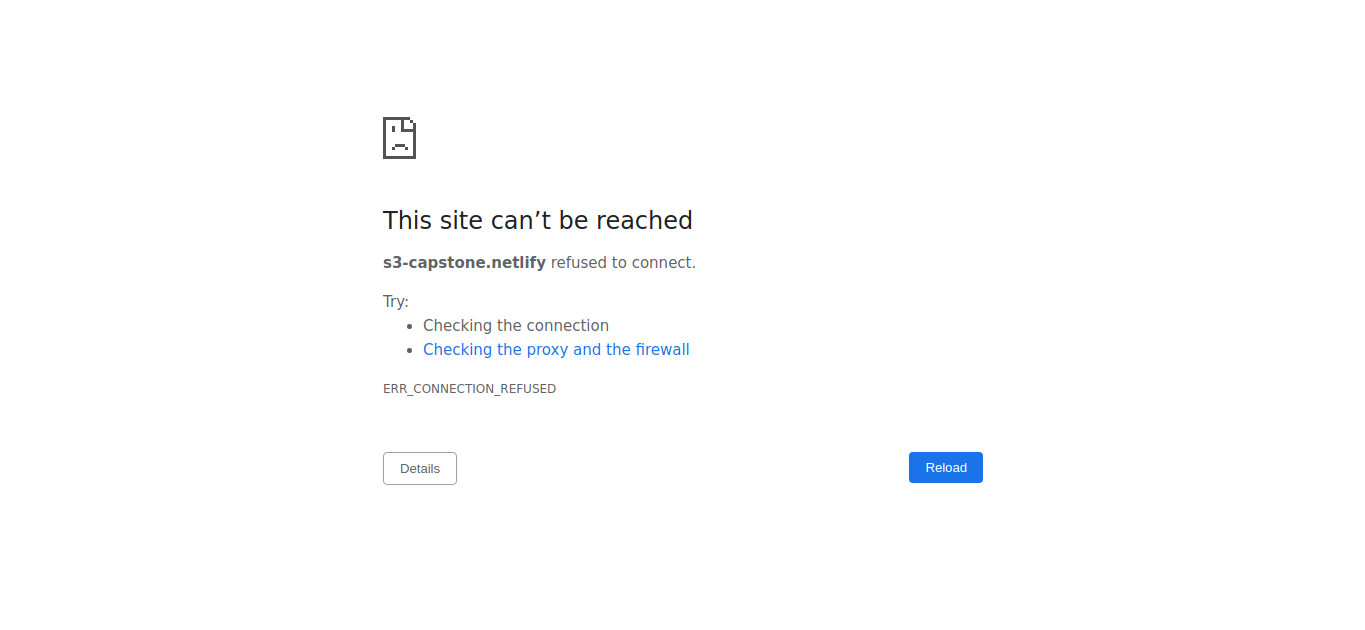 This site can’t be reached
s3-capstone.netlify refused to connect.
Try:
Checking the connection
Checking the proxy and the firewall
ERR_CONNECTION_REFUSED
Details
Reload